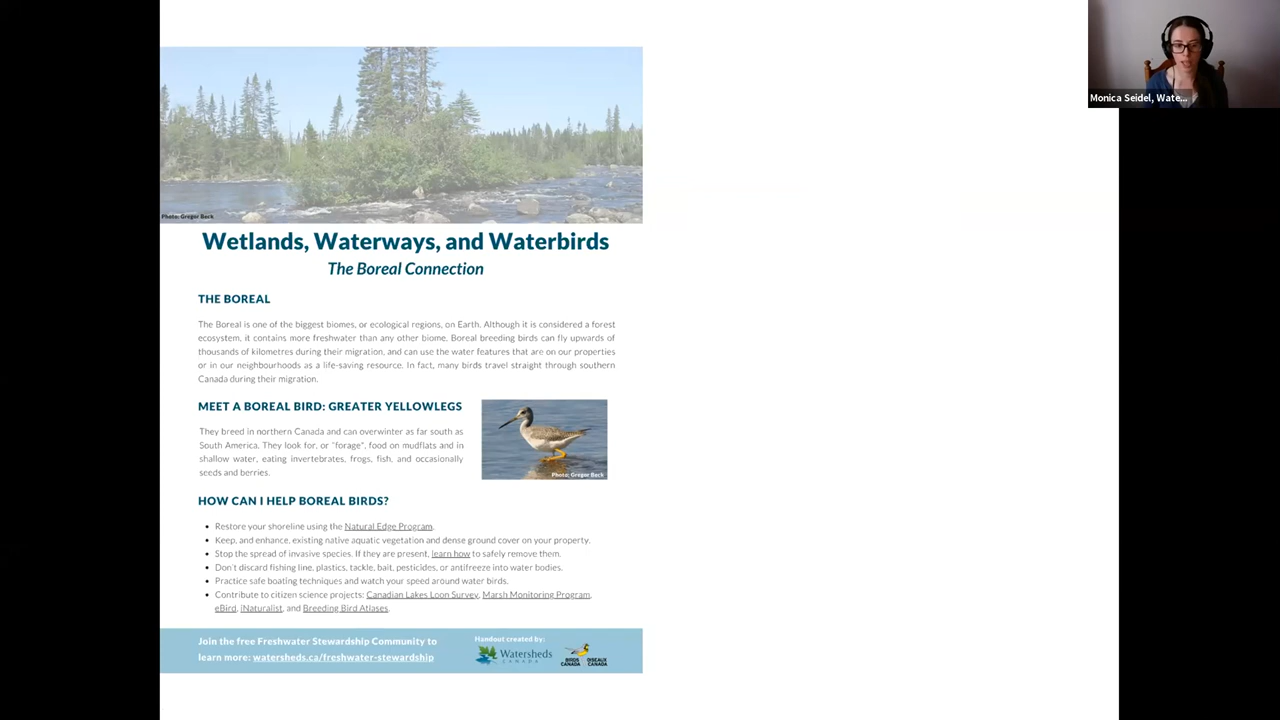 Monica Seidel, Wate...
Photo: Gregor Beck
Wetlands, Waterways, and Waterbirds
The Boreal Connection
THE BOREAL
The Boreal is one of the biggest biomes, or ecological regions, on Earth. Although it is considered a forest
ecosystem, it contains more freshwater than any other biome. Boreal breeding birds can fly upwards of
thousands of kilometres during their migration, and can use the water features that are on our properties
or in our neighbourhoods as a life-saving resource. In fact, many birds travel straight through southern
Canada during their migration.
MEET A BOREAL BIRD: GREATER YELLOWLEGS
They breed in northern Canada and can overwinter as far south as
South America. They look for, or "forage", food on mudflats and in
shallow water, eating invertebrates, frogs, fish, and occasionally
seeds and berries.
Photo: Gregor Beck
HOW CAN I HELP BOREAL BIRDS?
• Restore your shoreline using the Natural Edge Program.
• Keep, and enhance, existing native aquatic vegetation and dense ground cover on your property.
• Stop the spread of invasive species. If they are present, learn how to safely remove them.
• Don't discard fishing line, plastics, tackle, bait, pesticides, or antifreeze into water bodies.
• Practice safe boating techniques and watch your speed around water birds.
• Contribute to citizen science projects: Canadian Lakes Loon Survey, Marsh Monitoring Program,
eBird, iNaturalist, and Breeding Bird Atlases.
Join the free Freshwater Stewardship Community to
learn more: watersheds.ca/freshwater-stewardship
Handout created by:
Watersheds
CANADA
BIRDS CANADA
OISEAUX CANADA